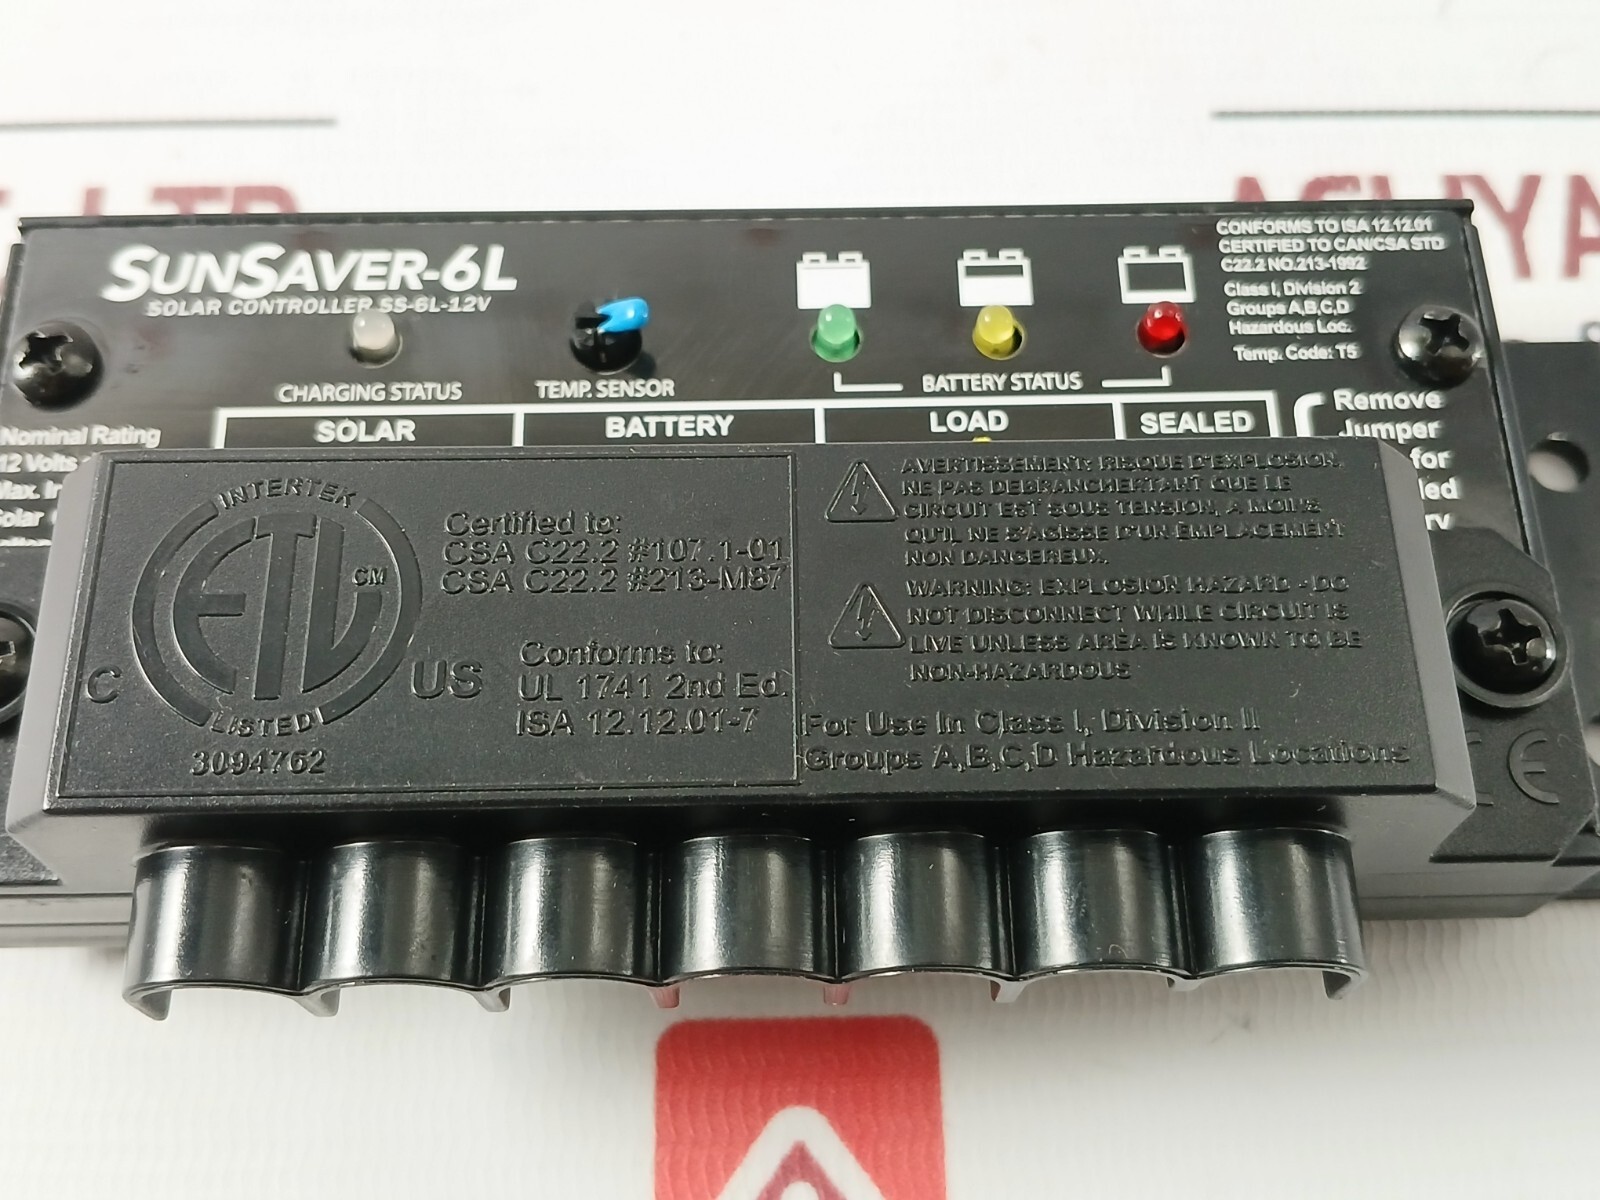 LTD
ASHYA
SUNSAVER-6L
SOLAR CONTROLLER SS-6L-12V
CHARGING STATUS
TEMP. SENSOR
BATTERY STATUS
CONFORMS TO ISA 12.12.01
CERTIFIED TO CAN/CSA STD
C22.2 NO.213-1992
Class I, Division 2
Groups A,B,C,D
Hazardous Loc.
Temp. Code: T5
SOLAR
BATTERY
LOAD
SEALED
Nominal Rating
12 Volts
Max.
Solar
Remove
Jumper
for
INTERTEK
ETL
CM
LISTED
C
US
3094762
Certified to:
CSA C22.2 #107.1-01
CSA C22.2 #213-M87
Conforms to:
UL 1741 2nd Ed.
ISA 12.12.01-7
AVERTISSEMENT: RISQUE D'EXPLOSION.
NE PAS DEBRANCHERTANT QUE LE
CIRCUIT EST SOUS TENSION, A MOINS
QU'IL NE S'AGISSE D'UN EMPLACEMENT
NON DANGEREUX.
WARNING: EXPLOSION HAZARD - DO
NOT DISCONNECT WHILE CIRCUIT IS
LIVE UNLESS AREA IS KNOWN TO BE
NON-HAZARDOUS
For Use In Class I, Division II
Groups A,B,C,D Hazardous Locations
CE